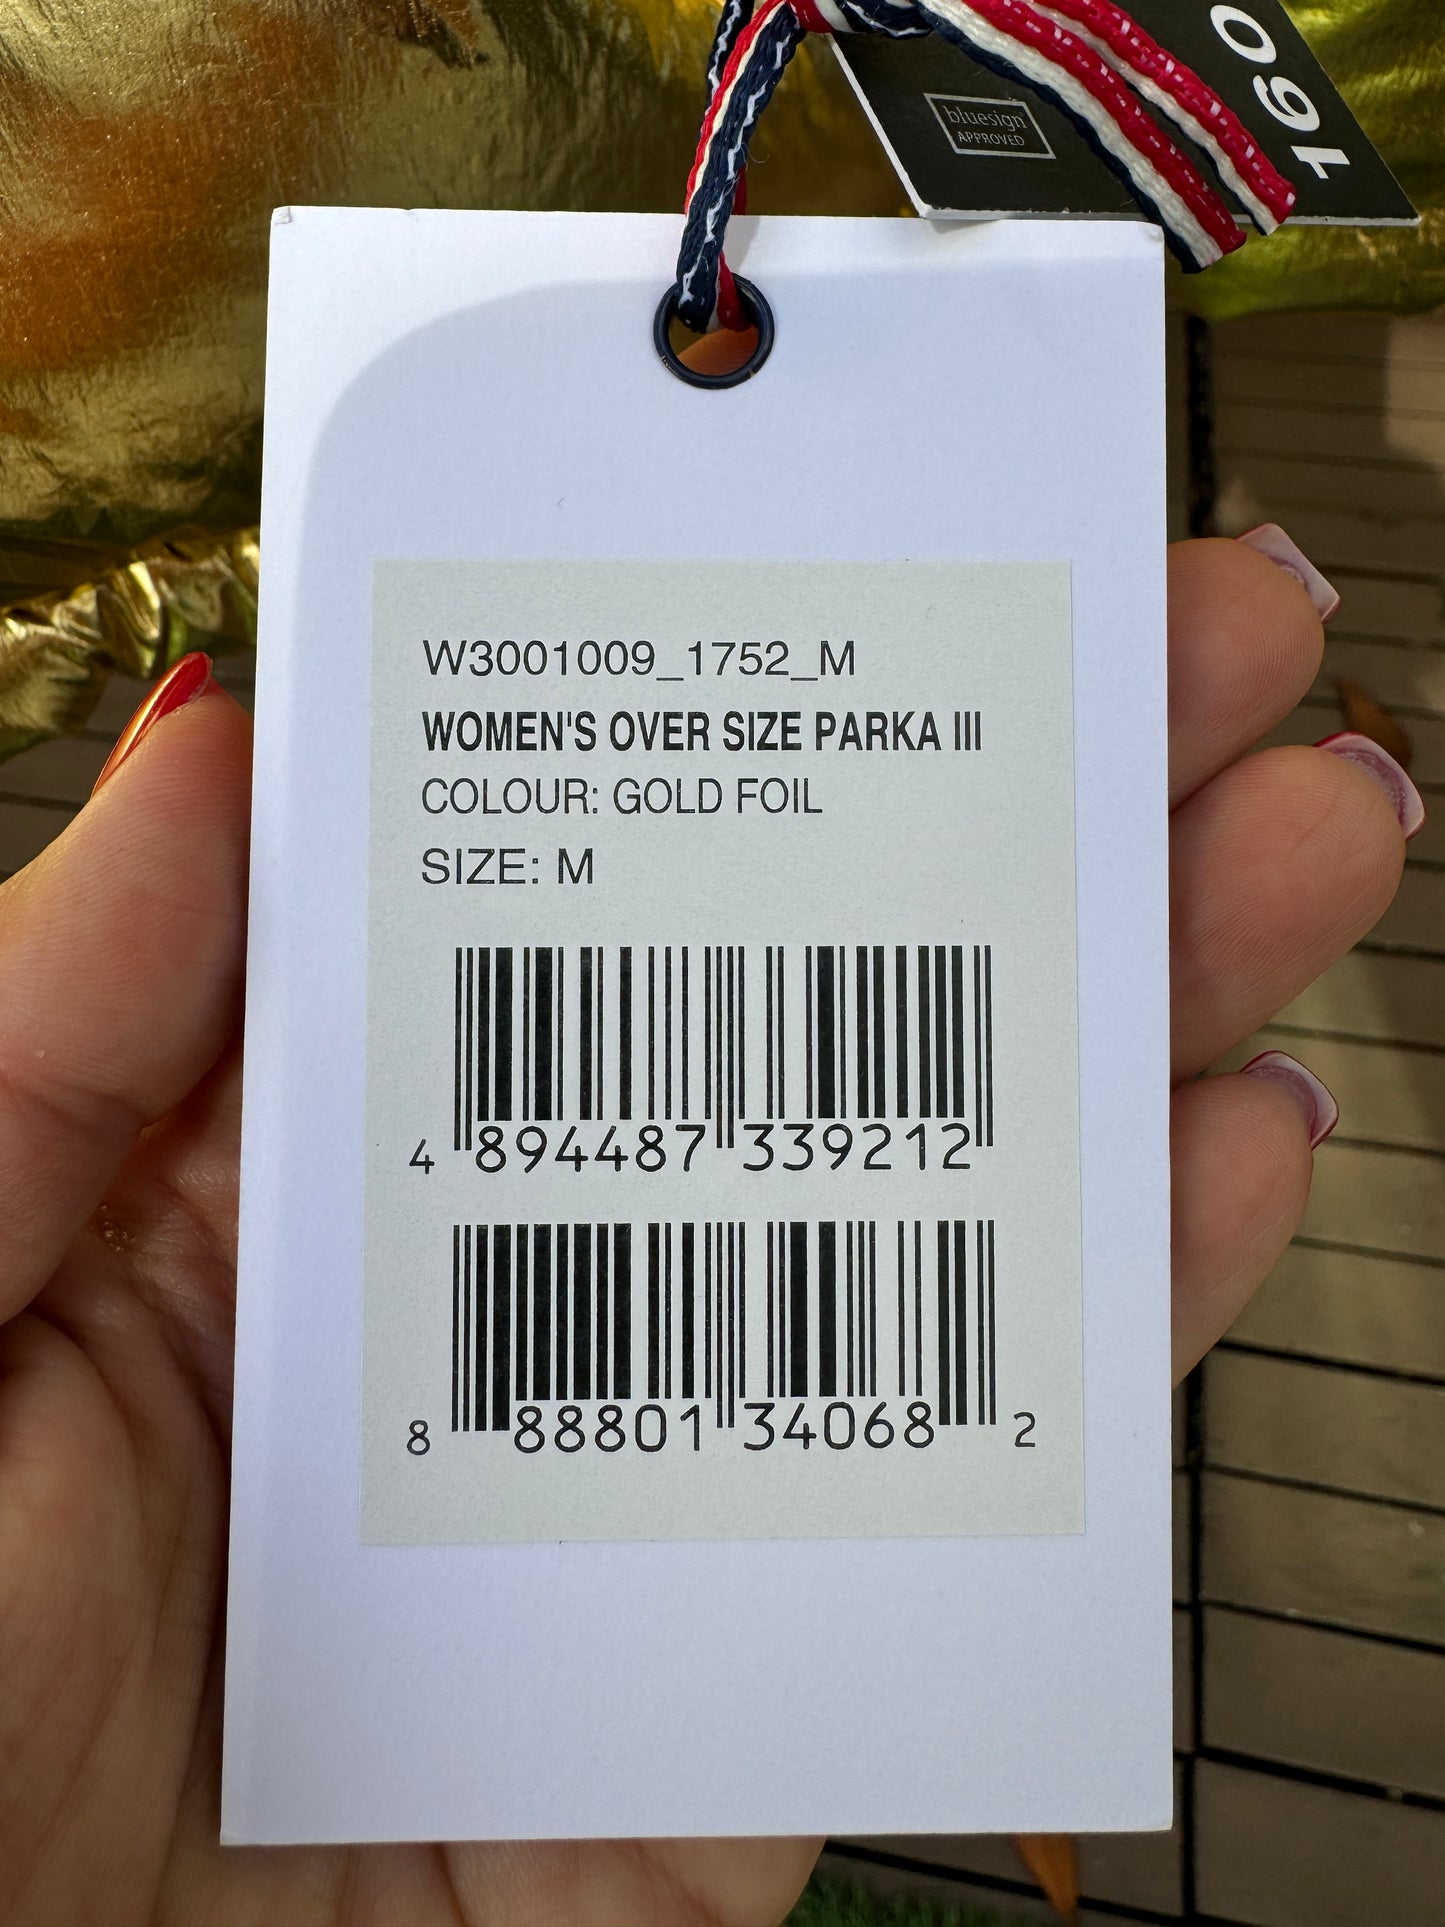 160
bluesign
APPROVED
W3001009_1752_M
WOMEN'S OVER SIZE PARKA III
COLOUR: GOLD FOIL
SIZE: M
4 894487 339212
8 88801 34068 2